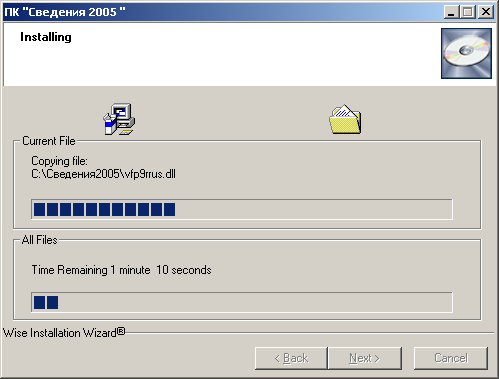 ПК "Сведения 2005 "
Installing
Current File
Copying file:
C:\Сведения2005\vfp9rrus.dll
All Files
Time Remaining 1 minute  10 seconds
Wise Installation Wizard®
< Back
Next >
Cancel